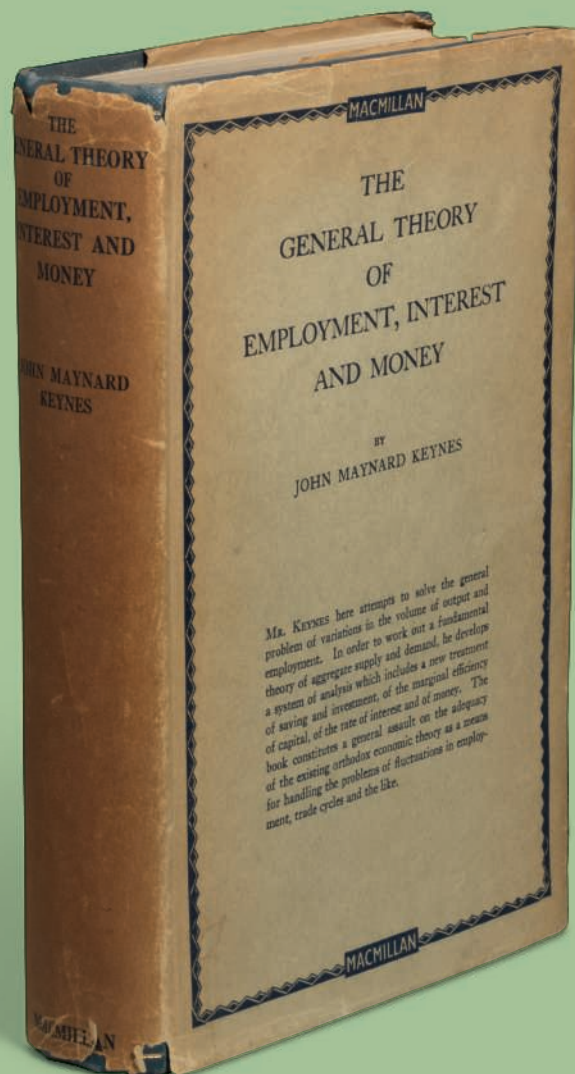 THE
GENERAL THEORY
OF
EMPLOYMENT,
INTEREST AND
MONEY
JOHN MAYNARD
KEYNES
MACMILLAN
MACMILLAN
THE
GENERAL THEORY
OF
EMPLOYMENT, INTEREST
AND MONEY
BY
JOHN MAYNARD KEYNES
MR. KEYNES here attempts to solve the general
problem of variations in the volume of output and
employment. In order to work out a fundamental
theory of aggregate supply and demand, he develops
a system of analysis which includes a new treatment
of saving and investment, of the marginal efficiency
of capital, of the rate of interest and of money. The
book constitutes a general assault on the adequacy
of the existing orthodox economic theory as a means
for handling the problems of fluctuations in employ-
ment, trade cycles and the like.
MACMILLAN